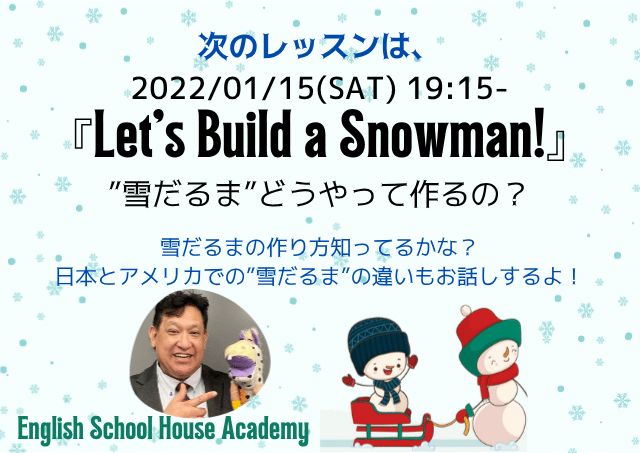 次のレッスンは、
2022/01/15(SAT) 19:15-
『Let's Build a Snowman!』
”雪だるま”どうやって作るの？
雪だるまの作り方知ってるかな？
日本とアメリカでの”雪だるま”の違いもお話しするよ！
English School House Academy